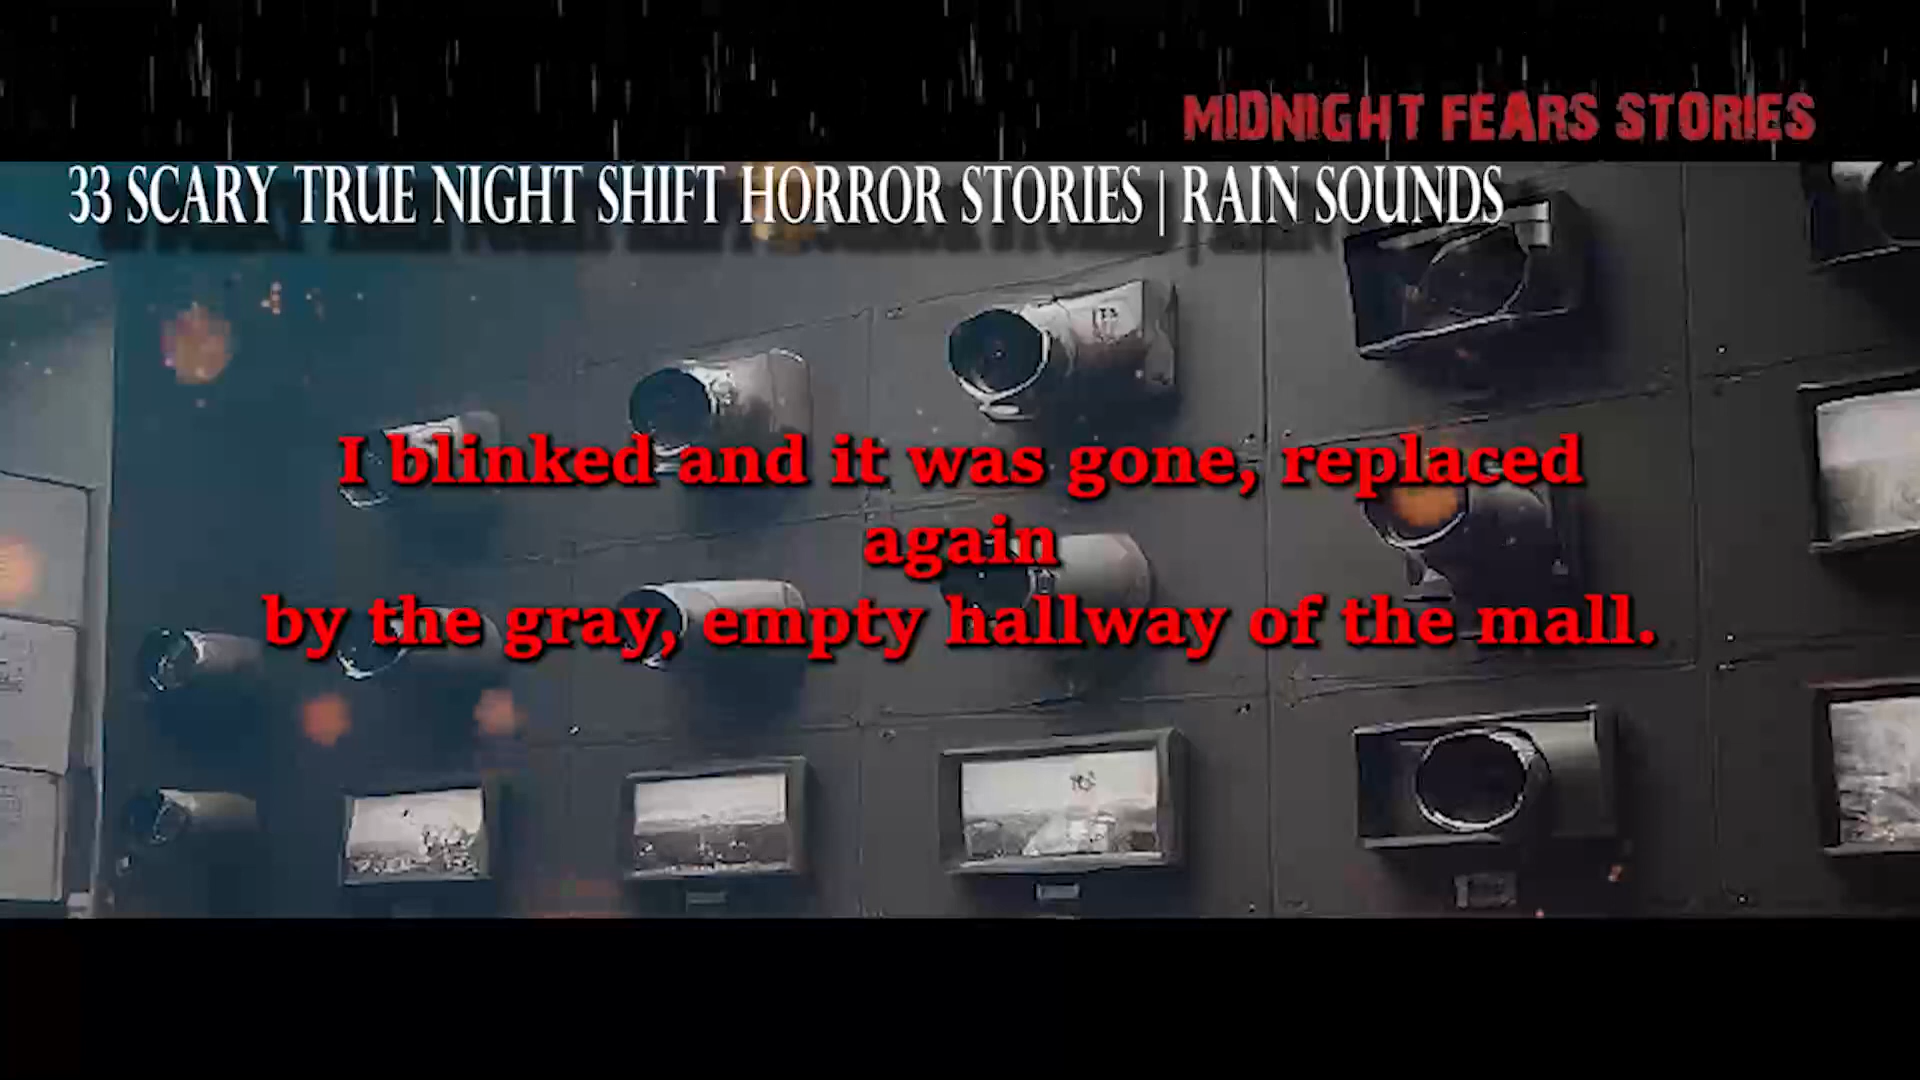 MIDNIGHT FEARS STORIES
33 SCARY TRUE NIGHT SHIFT HORROR STORIES | RAIN SOUNDS
I blinked and it was gone, replaced
again
by the gray, empty hallway of the mall.